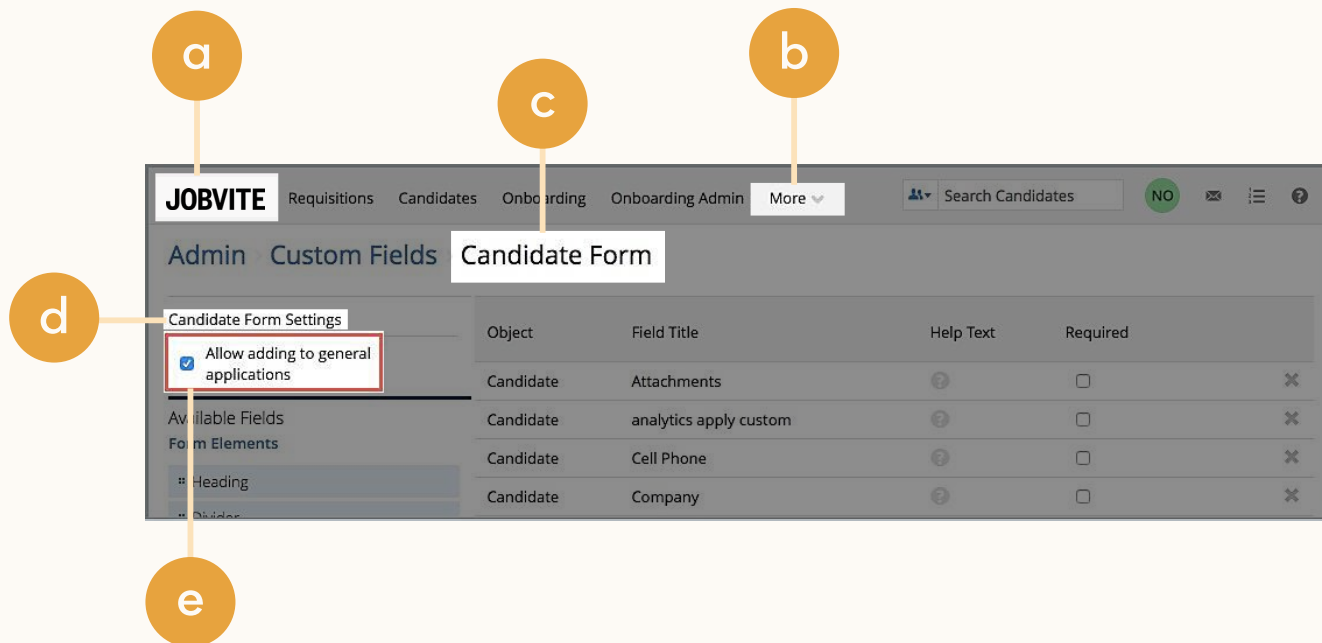 a
b
c
JOBVITE Requisitions Candidates Onboarding Onboarding Admin More Search Candidates NO
Admin Custom Fields Candidate Form
d
Candidate Form Settings
Allow adding to general
applications
Object Field Title Help Text Required
Candidate Attachments
Available Fields
Candidate analytics apply custom
Form Elements
Candidate Cell Phone
Heading
Candidate Company
Divider
e